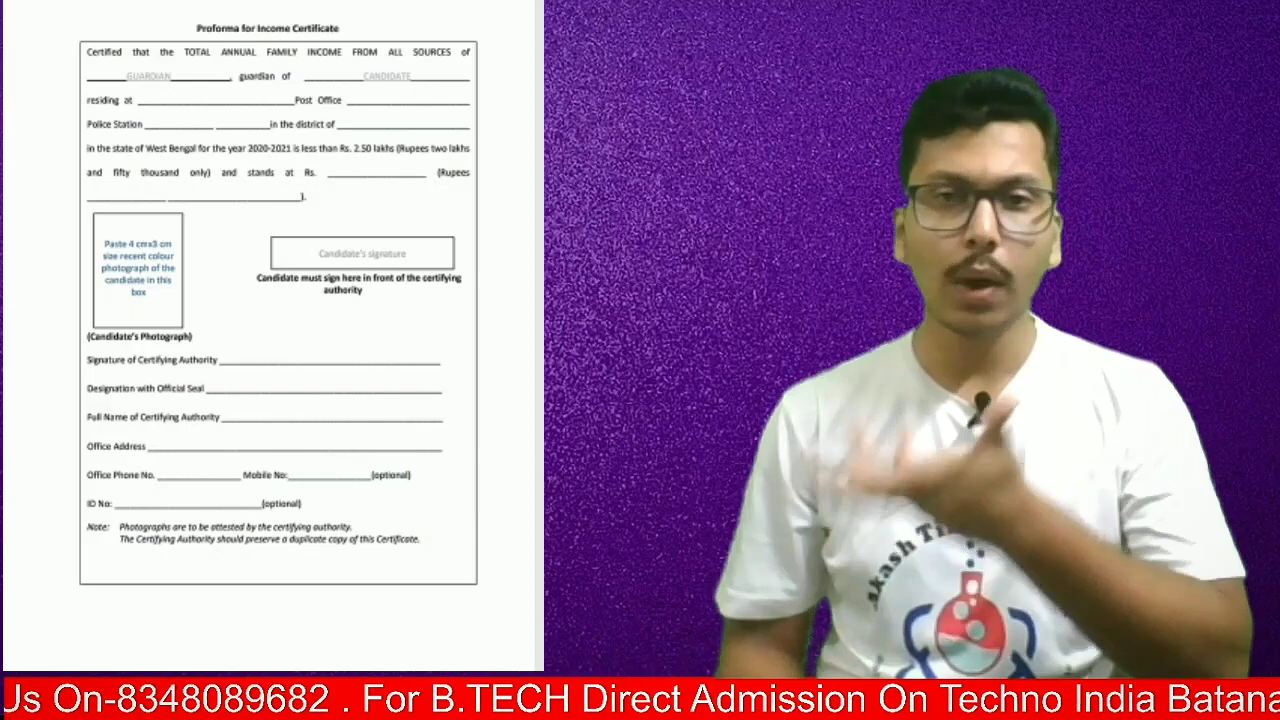 Proforma for Income Certificate
Certified that the TOTAL ANNUAL FAMILY INCOME FROM ALL SOURCES of
GUARDIAN, guardian of CANDIDATE
residing at Post Office
Police Station in the district of
in the state of West Bengal for the year 2020-2021 is less than Rs. 2.50 lakhs (Rupees two lakhs
and fifty thousand only) and stands at Rs. (Rupees
).
Paste 4 cmx3 cm
size recent colour
photograph of the
candidate in this
box
Candidate's signature
Candidate must sign here in front of the certifying
authority
(Candidate's Photograph)
Signature of Certifying Authority
Designation with Official Seal
Full Name of Certifying Authority
Office Address
Office Phone No. Mobile No: (optional)
ID No: (optional)
Note: Photographs are to be attested by the certifying authority.
The Certifying Authority should preserve a duplicate copy of this Certificate.
kash T
Us On-8348089682 . For B.TECH Direct Admission On Techno India Batana